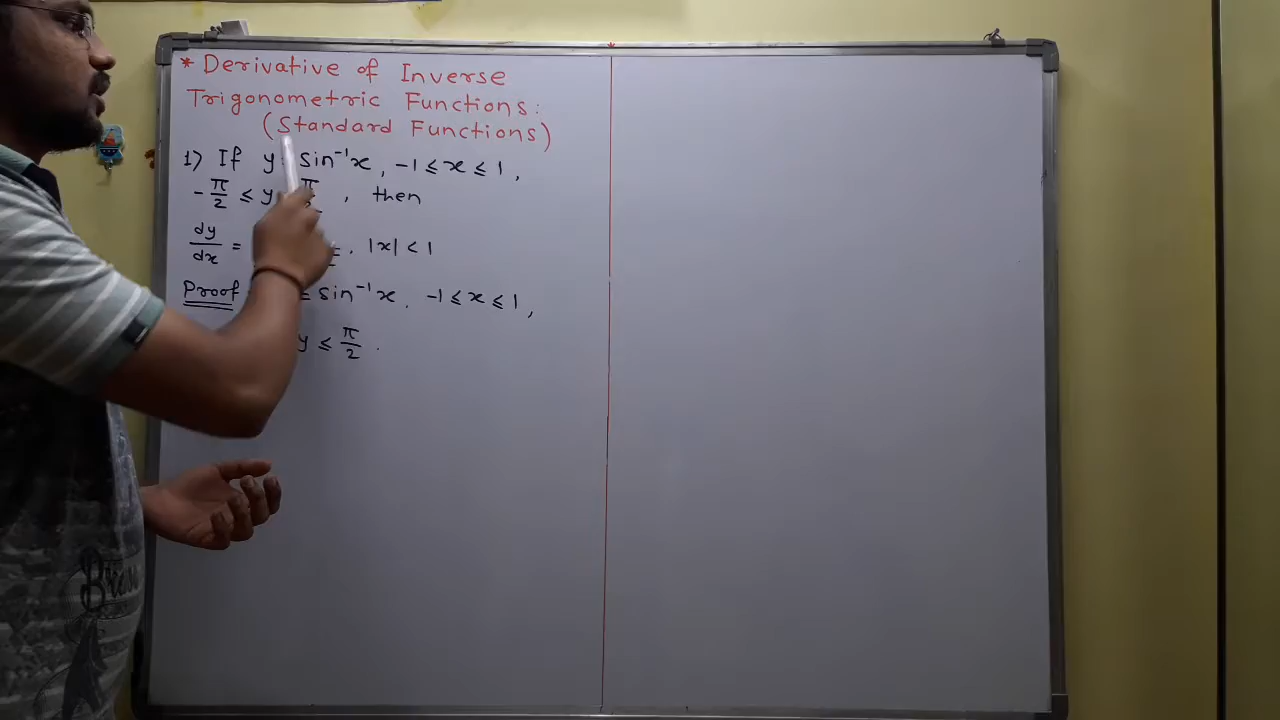 * Derivative of Inverse
Trigonometric Functions:
(Standard Functions)
1) If y = sin⁻¹x, -1 ≤ x ≤ 1,
-π/2 ≤ y π/, then
dy/dx = , |x| < 1
Proof = sin⁻¹x, -1 ≤ x ≤ 1,
y ≤ π/2.